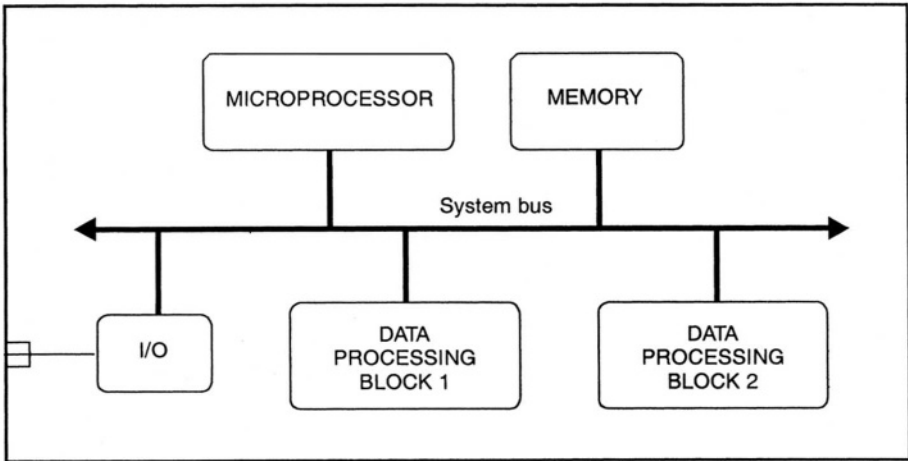 MICROPROCESSOR
MEMORY
System bus
I/O
DATA
PROCESSING
BLOCK 1
DATA
PROCESSING
BLOCK 2